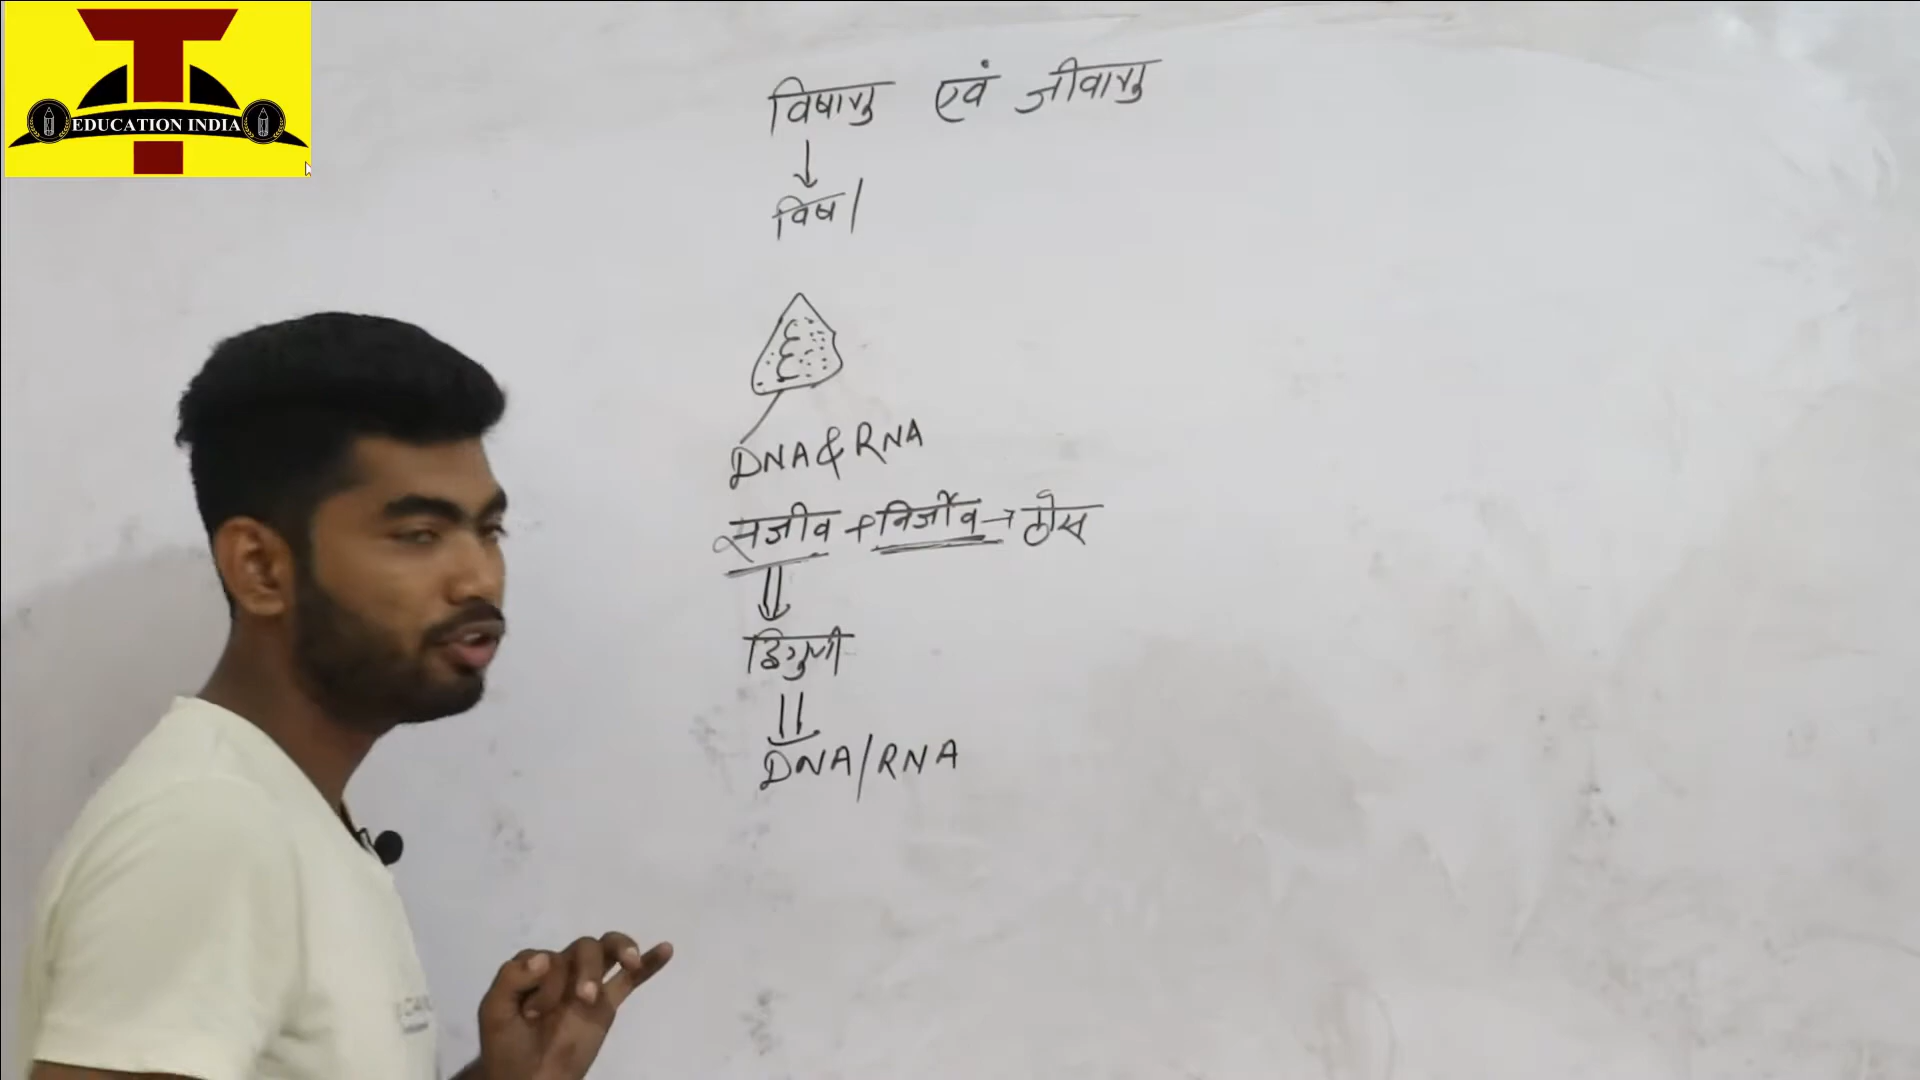 EDUCATION INDIA
विषाणु एवं जीवाणु
विष/
DNA & RNA
सजीव + निर्जीव → ठोस
द्विगुणी
DNA/RNA